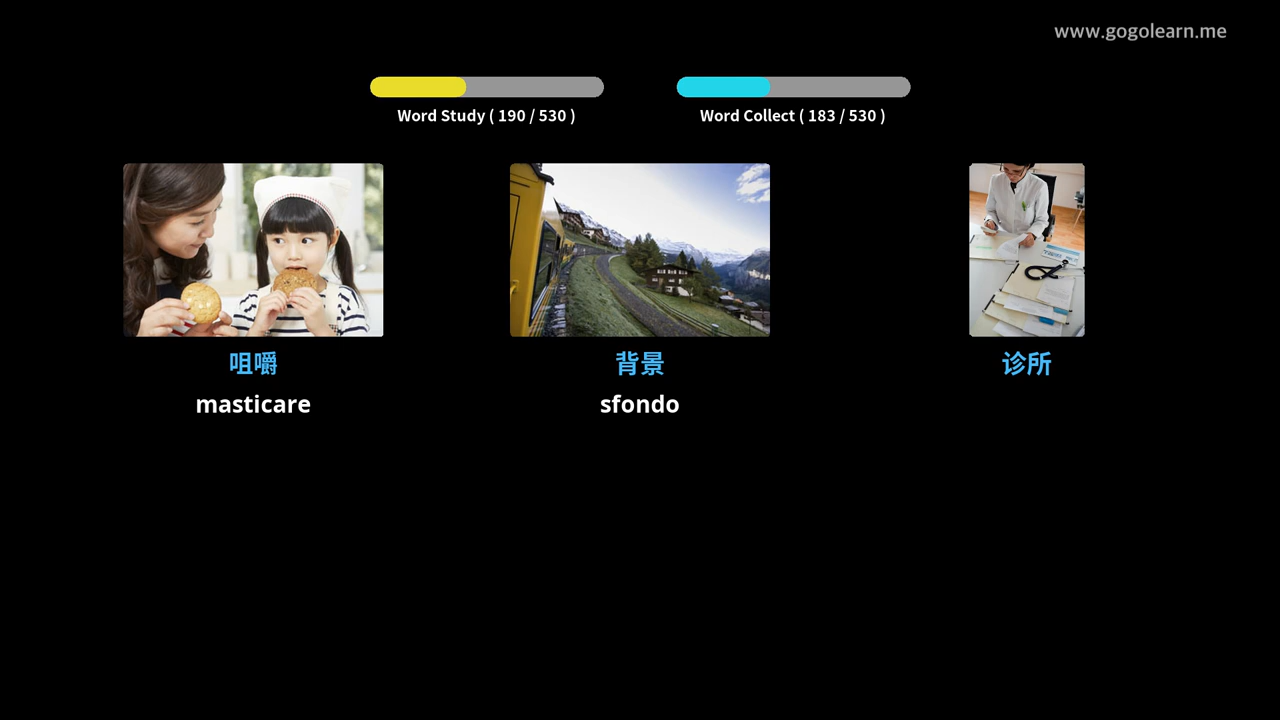 www.gogolearn.me
Word Study ( 190 / 530 )
Word Collect ( 183 / 530 )
咀嚼
背景
诊所
masticare
sfondo